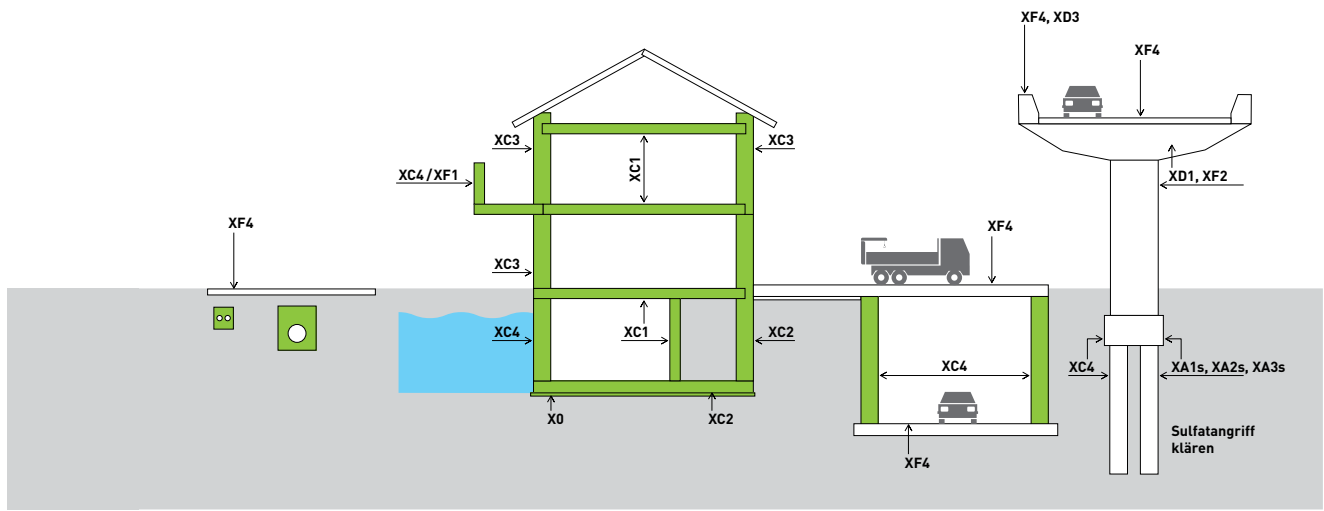 XF4, XD3
XF4
XC3
XC3
XC1
XC4/XF1
XD1, XF2
XF4
XF4
XC3
XC4
XC1
XC2
XC4
XC4
XA1s, XA2s, XA3s
X0
XC2
XF4
Sulfatangriff
klären